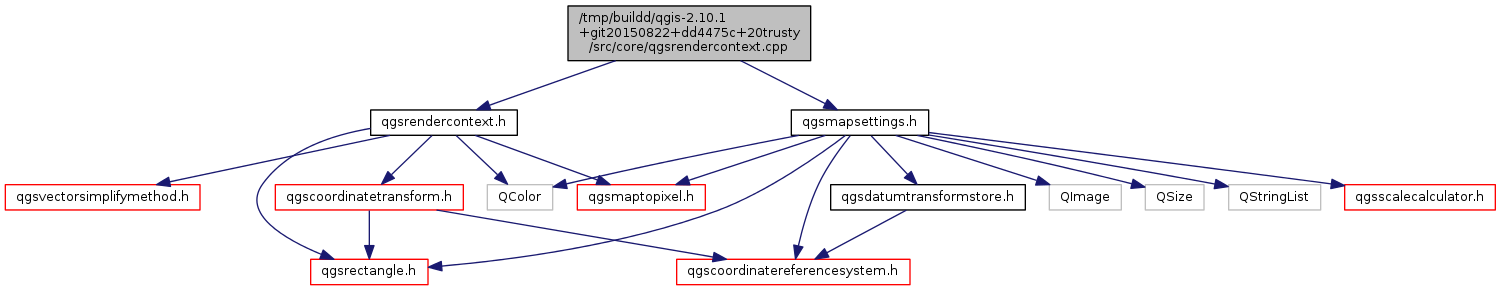 /tmp/buildd/qgis-2.10.1
+git20150822+dd4475c+20trusty
/src/core/qgsrendercontext.cpp
qgsrendercontext.h
qgsmapsettings.h
qgsvectorsimplifymethod.h
qgscoordinatetransform.h
QColor
qgsmaptopixel.h
qgsdatumtransformstore.h
QImage
QSize
QStringList
qgsscalecalculator.h
qgsrectangle.h
qgscoordinatereferencesystem.h